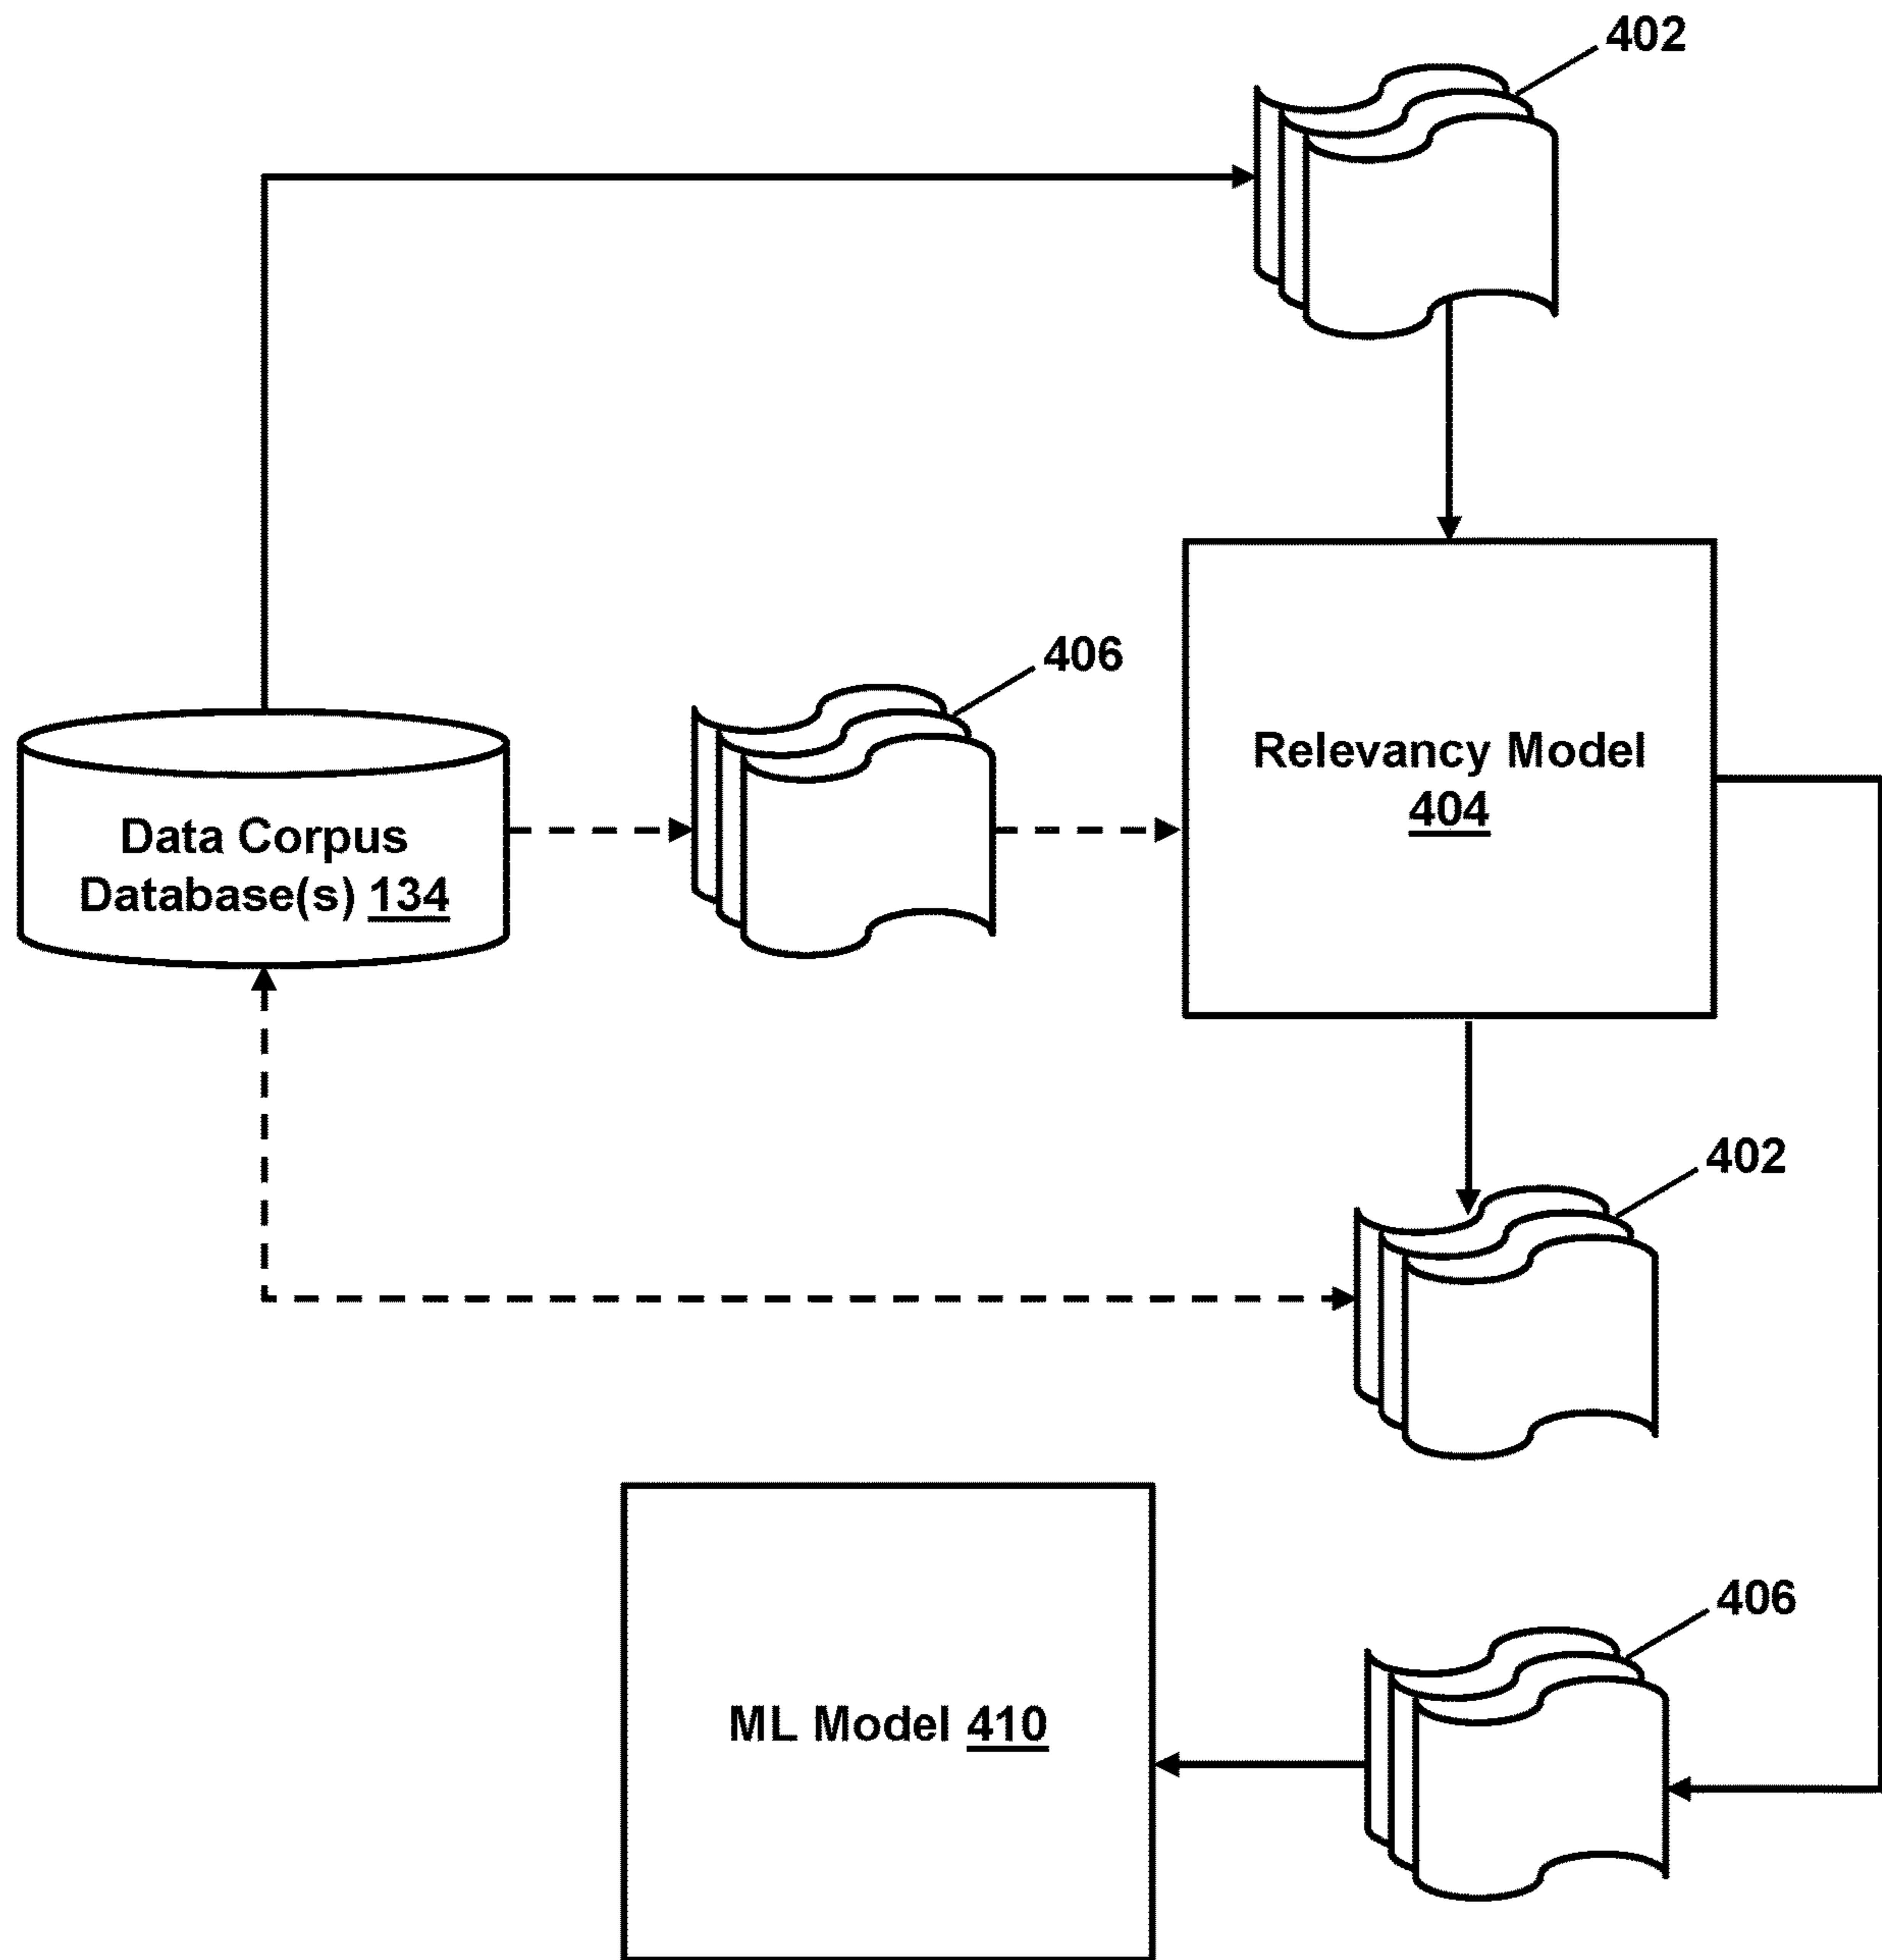 402
406
Relevancy Model
404
Data Corpus
Database(s) 134
402
406
ML Model 410